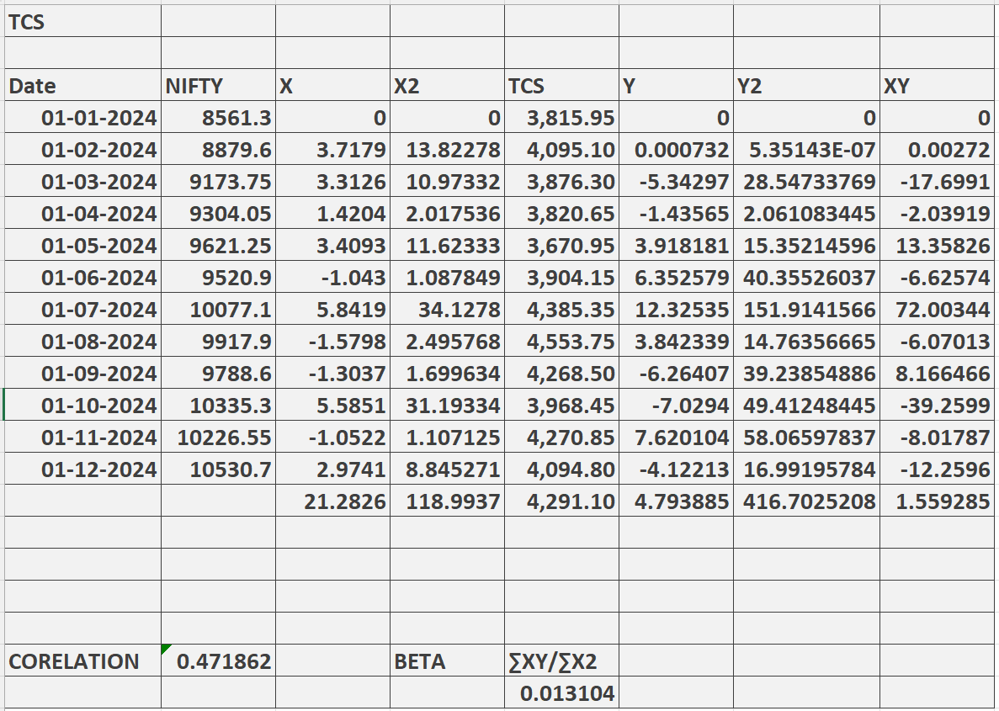 TCS
Date NIFTY X X2 TCS Y Y2 XY
01-01-2024 8561.3 0 0 3,815.95 0 0 0
01-02-2024 8879.6 3.7179 13.82278 4,095.10 0.000732 5.35143E-07 0.00272
01-03-2024 9173.75 3.3126 10.97332 3,876.30 -5.34297 28.54733769 -17.6991
01-04-2024 9304.05 1.4204 2.017536 3,820.65 -1.43565 2.061083445 -2.03919
01-05-2024 9621.25 3.4093 11.62333 3,670.95 3.918181 15.35214596 13.35826
01-06-2024 9520.9 -1.043 1.087849 3,904.15 6.352579 40.35526037 -6.62574
01-07-2024 10077.1 5.8419 34.1278 4,385.35 12.32535 151.9141566 72.00344
01-08-2024 9917.9 -1.5798 2.495768 4,553.75 3.842339 14.76356665 -6.07013
01-09-2024 9788.6 -1.3037 1.699634 4,268.50 -6.26407 39.23854886 8.166466
01-10-2024 10335.3 5.5851 31.19334 3,968.45 -7.0294 49.41248445 -39.2599
01-11-2024 10226.55 -1.0522 1.107125 4,270.85 7.620104 58.06597837 -8.01787
01-12-2024 10530.7 2.9741 8.845271 4,094.80 -4.12213 16.99195784 -12.2596
21.2826 118.9937 4,291.10 4.793885 416.7025208 1.559285
CORELATION 0.471862 BETA ∑XY/∑X2
0.013104